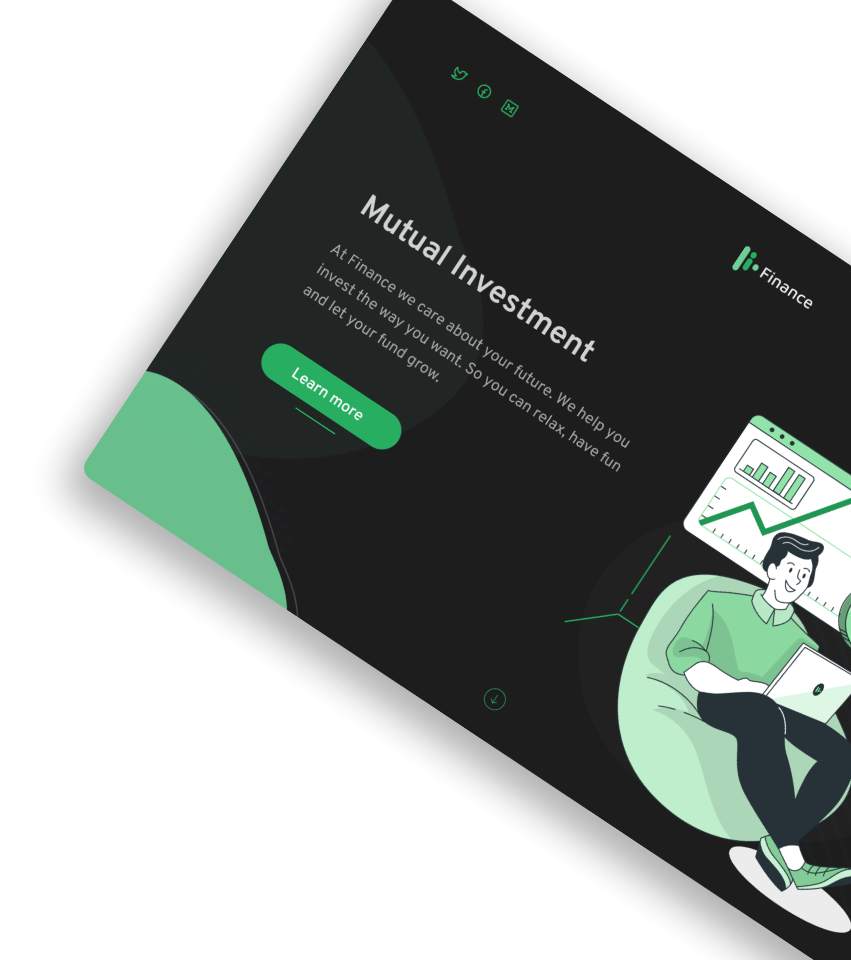 Finance
Mutual Investment
At Finance we care about your future. We help you
invest the way you want. So you can relax, have fun
and let your fund grow.
Learn more